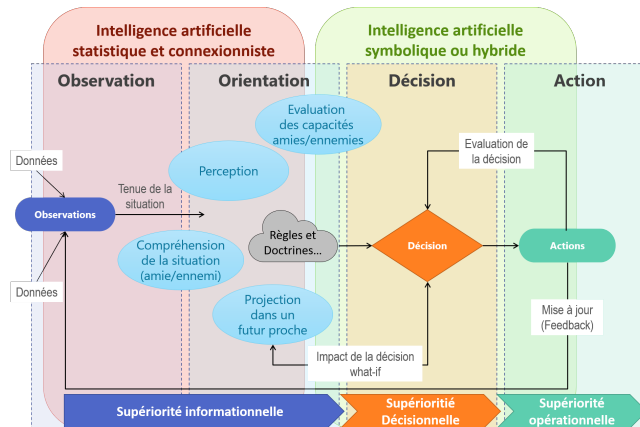 Intelligence artificielle
statistique et connexionniste
Intelligence artificielle
symbolique ou hybride
Observation
Orientation
Décision
Action
Evaluation
des capacités
amies/ennemies
Evaluation de
la décision
Données
Perception
Tenue de la
situation
Observations
Règles et
Doctrines...
Décision
Actions
Compréhension
de la situation
(amie/ennemi)
Données
Projection
dans un
futur proche
Mise à jour
(Feedback)
Impact de la décision
what-if
Supériorité informationnelle
Supérioritié
Décisionnelle
Supériorité
opérationnelle